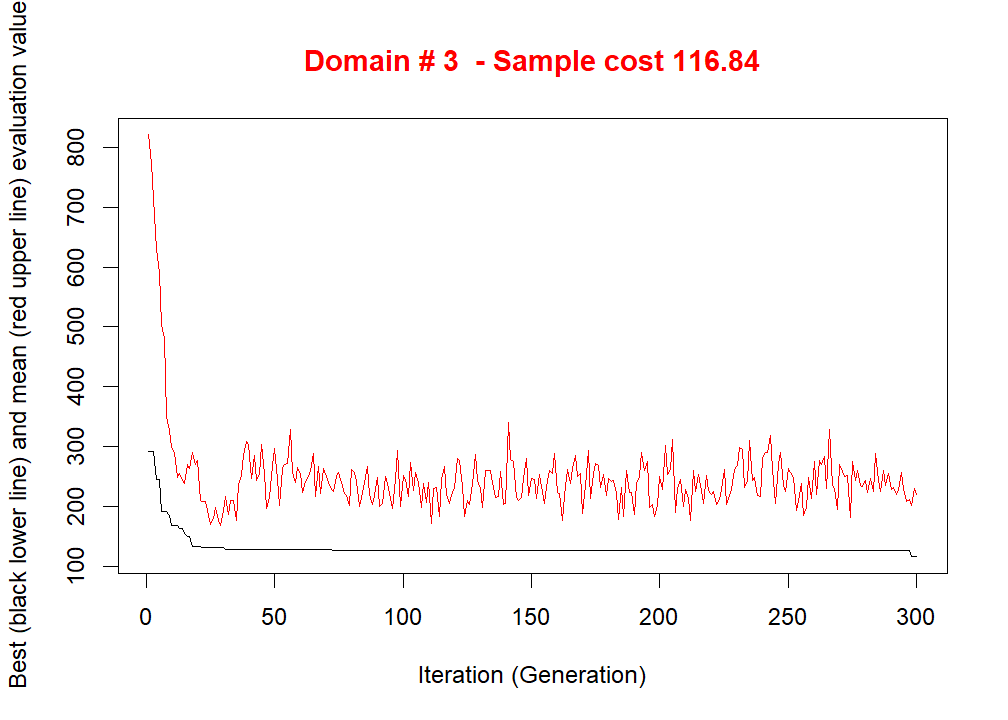 Domain # 3  - Sample cost 116.84
Best (black lower line) and mean (red upper line) evaluation value
800
700
600
500
400
300
200
100
0 50 100 150 200 250 300
Iteration (Generation)